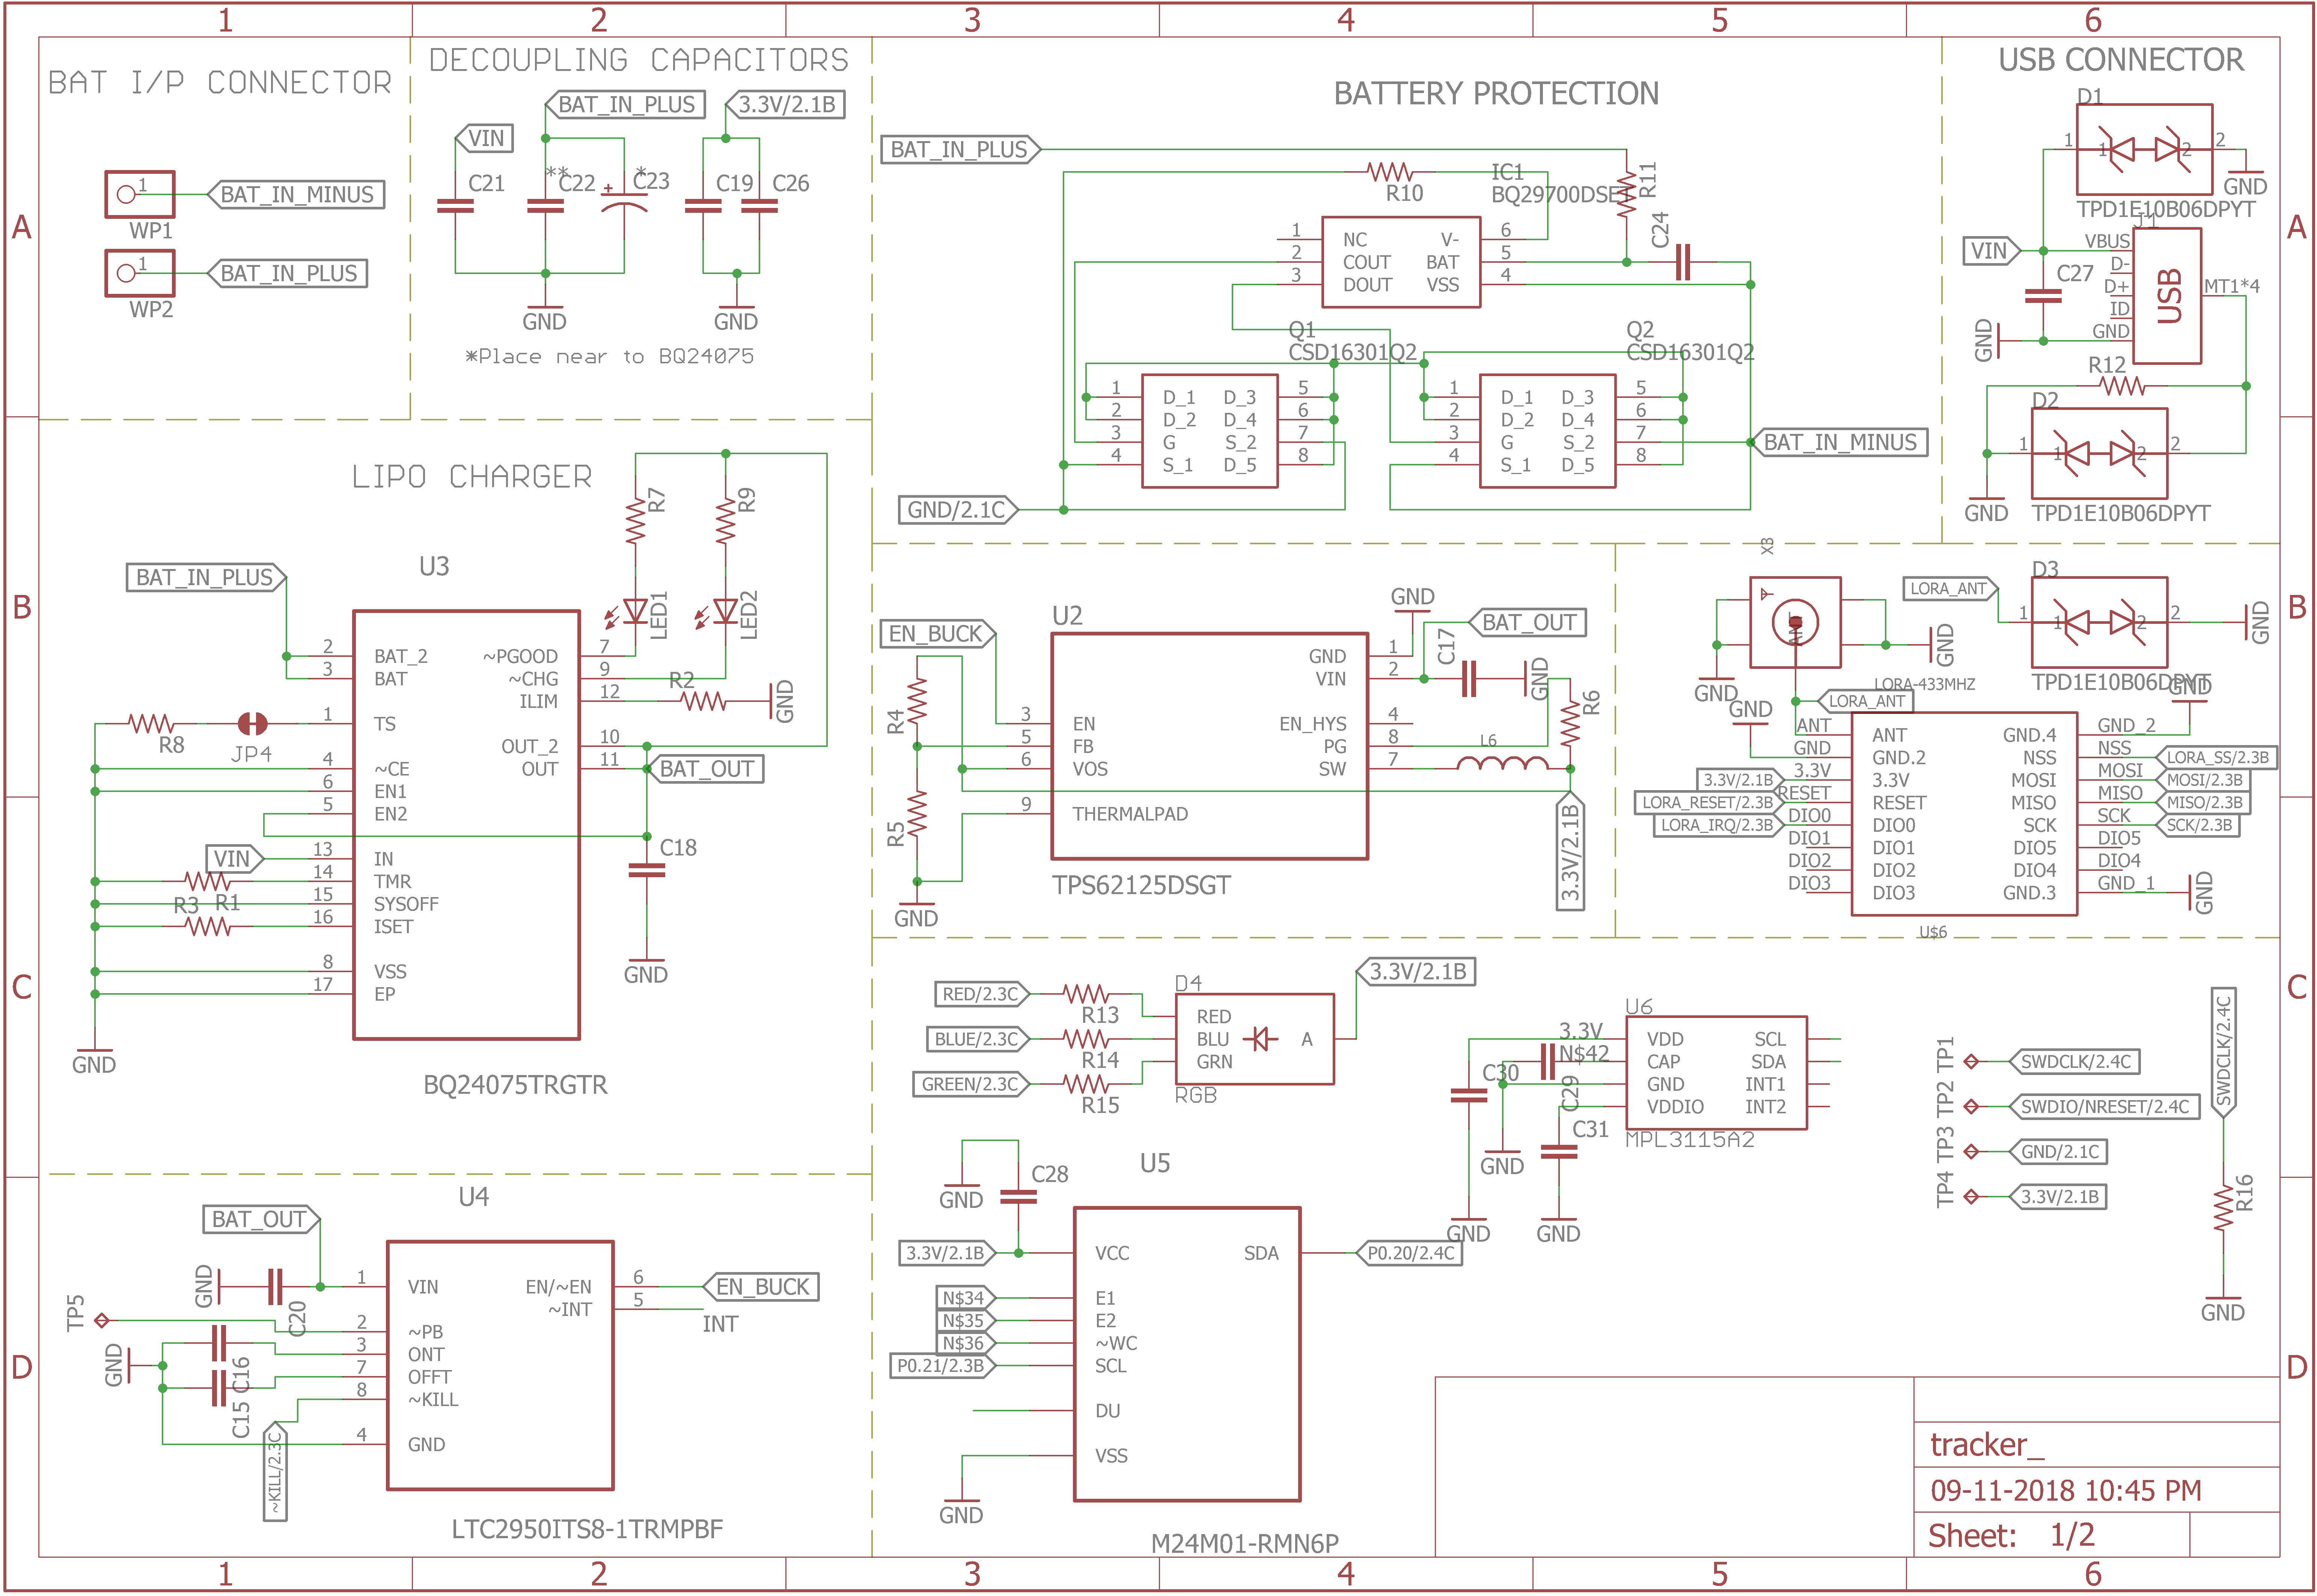 1 2 3 4 5 6
A
B
C
D
A
B
C
D
BAT I/P CONNECTOR
1
BAT_IN_MINUS
WP1
1
BAT_IN_PLUS
WP2
DECOUPLING CAPACITORS
BAT_IN_PLUS
3.3V/2.1B
VIN
C21
**
C22
*
+
C23
C19
C26
GND
GND
*Place near to BQ24075
BATTERY PROTECTION
BAT_IN_PLUS
R10
IC1
BQ29700DSET
R11
C24
1 NC V- 6
2 COUT BAT 5
3 DOUT VSS 4
Q1
CSD16301Q2
1 D_1 D_3 5
2 D_2 D_4 6
3 G S_2 7
4 S_1 D_5 8
Q2
CSD16301Q2
1 D_1 D_3 5
2 D_2 D_4 6
3 G S_2 7
4 S_1 D_5 8
BAT_IN_MINUS
GND/2.1C
USB CONNECTOR
D1
1 1 2 2
GND
TPD1E10B06DPYT
J1
VIN
VBUS
D-
D+
ID
GND
USB
MT1*4
C27
GND
R12
D2
1 1 2 2
GND
TPD1E10B06DPYT
LIPO CHARGER
R7
R9
LED1
LED2
U3
BAT_IN_PLUS
2 BAT_2
3 BAT
1 TS
4 ~CE
6 EN1
5 EN2
13 IN
14 TMR
15 SYSOFF
16 ISET
8 VSS
17 EP
~PGOOD 7
~CHG 9
ILIM 12
OUT_2 10
OUT 11
R2
GND
BAT_OUT
R8
JP4
VIN
R3
R1
C18
GND
GND
BQ24075TRGTR
U2
EN_BUCK
R4
R5
3 EN
5 FB
6 VOS
9 THERMALPAD
GND 1
VIN 2
EN_HYS 4
PG 8
SW 7
GND
BAT_OUT
C17
GND
R6
L6
3.3V/2.1B
GND
TPS62125DSGT
X3
ANT
GND
GND
LORA_ANT
LORA_ANT
D3
1 1 2 2
GND
TPD1E10B06DPYT
LORA-433MHZ
GND
GND
ANT ANT
GND GND.2
3.3V/2.1B 3.3V 3.3V
LORA_RESET/2.3B RESET RESET
LORA_IRQ/2.3B DIO0 DIO0
DIO1 DIO1
DIO2 DIO2
DIO3 DIO3
GND.4 GND_2
NSS NSS LORA_SS/2.3B
MOSI MOSI MOSI/2.3B
MISO MISO MISO/2.3B
SCK SCK SCK/2.3B
DIO5 DIO5
DIO4 DIO4
GND.3 GND_1 GND
U$6
RED/2.3C
R13
BLUE/2.3C
R14
GREEN/2.3C
R15
D4
RED
BLU A
GRN
RGB
3.3V/2.1B
U6
3.3V
N$42
C30
C29
C31
VDD SCL
CAP SDA
GND INT1
VDDIO INT2
MPL3115A2
GND
GND
GND
TP1 SWDCLK/2.4C
TP2 SWDIO/NRESET/2.4C
TP3 GND/2.1C
TP4 3.3V/2.1B
SWDCLK/2.4C
R16
GND
U4
BAT_OUT
GND
C20
TP5
GND
C16
C15
~KILL/2.3C
1 VIN
2 ~PB
3 ONT
7 OFFT
8 ~KILL
4 GND
EN/~EN 6
~INT 5
EN_BUCK
INT
LTC2950ITS8-1TRMPBF
GND
C28
U5
3.3V/2.1B VCC
N$34 E1
N$35 E2
N$36 ~WC
P0.21/2.3B SCL
DU
VSS
GND
SDA P0.20/2.4C
M24M01-RMN6P
tracker_
09-11-2018 10:45 PM
Sheet: 1/2
1 2 3 4 5 6